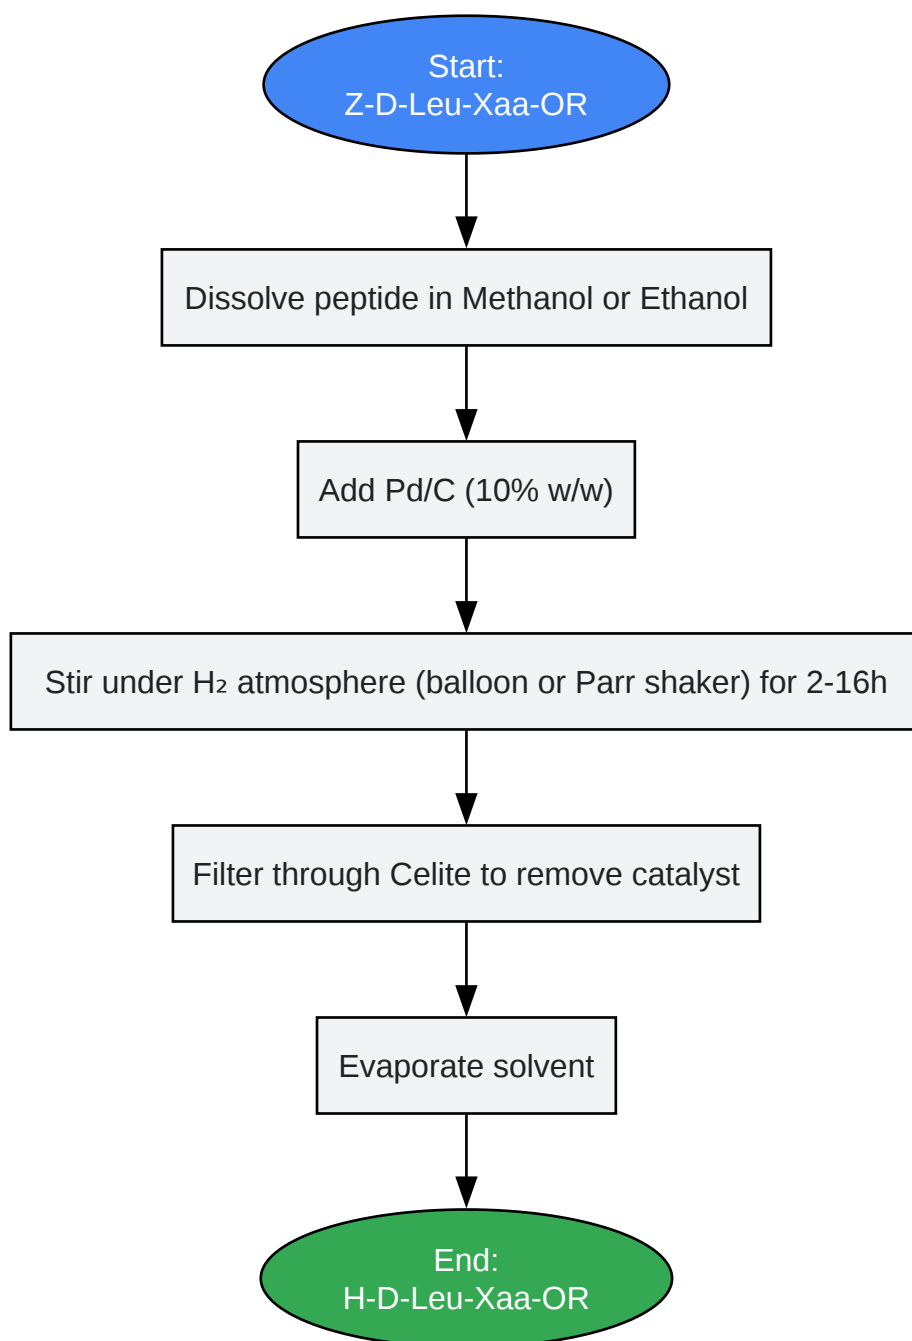 Start:
Z-D-Leu-Xaa-OR
Dissolve peptide in Methanol or Ethanol
Add Pd/C (10% w/w)
Stir under H₂ atmosphere (balloon or Parr shaker) for 2-16h
Filter through Celite to remove catalyst
Evaporate solvent
End:
H-D-Leu-Xaa-OR